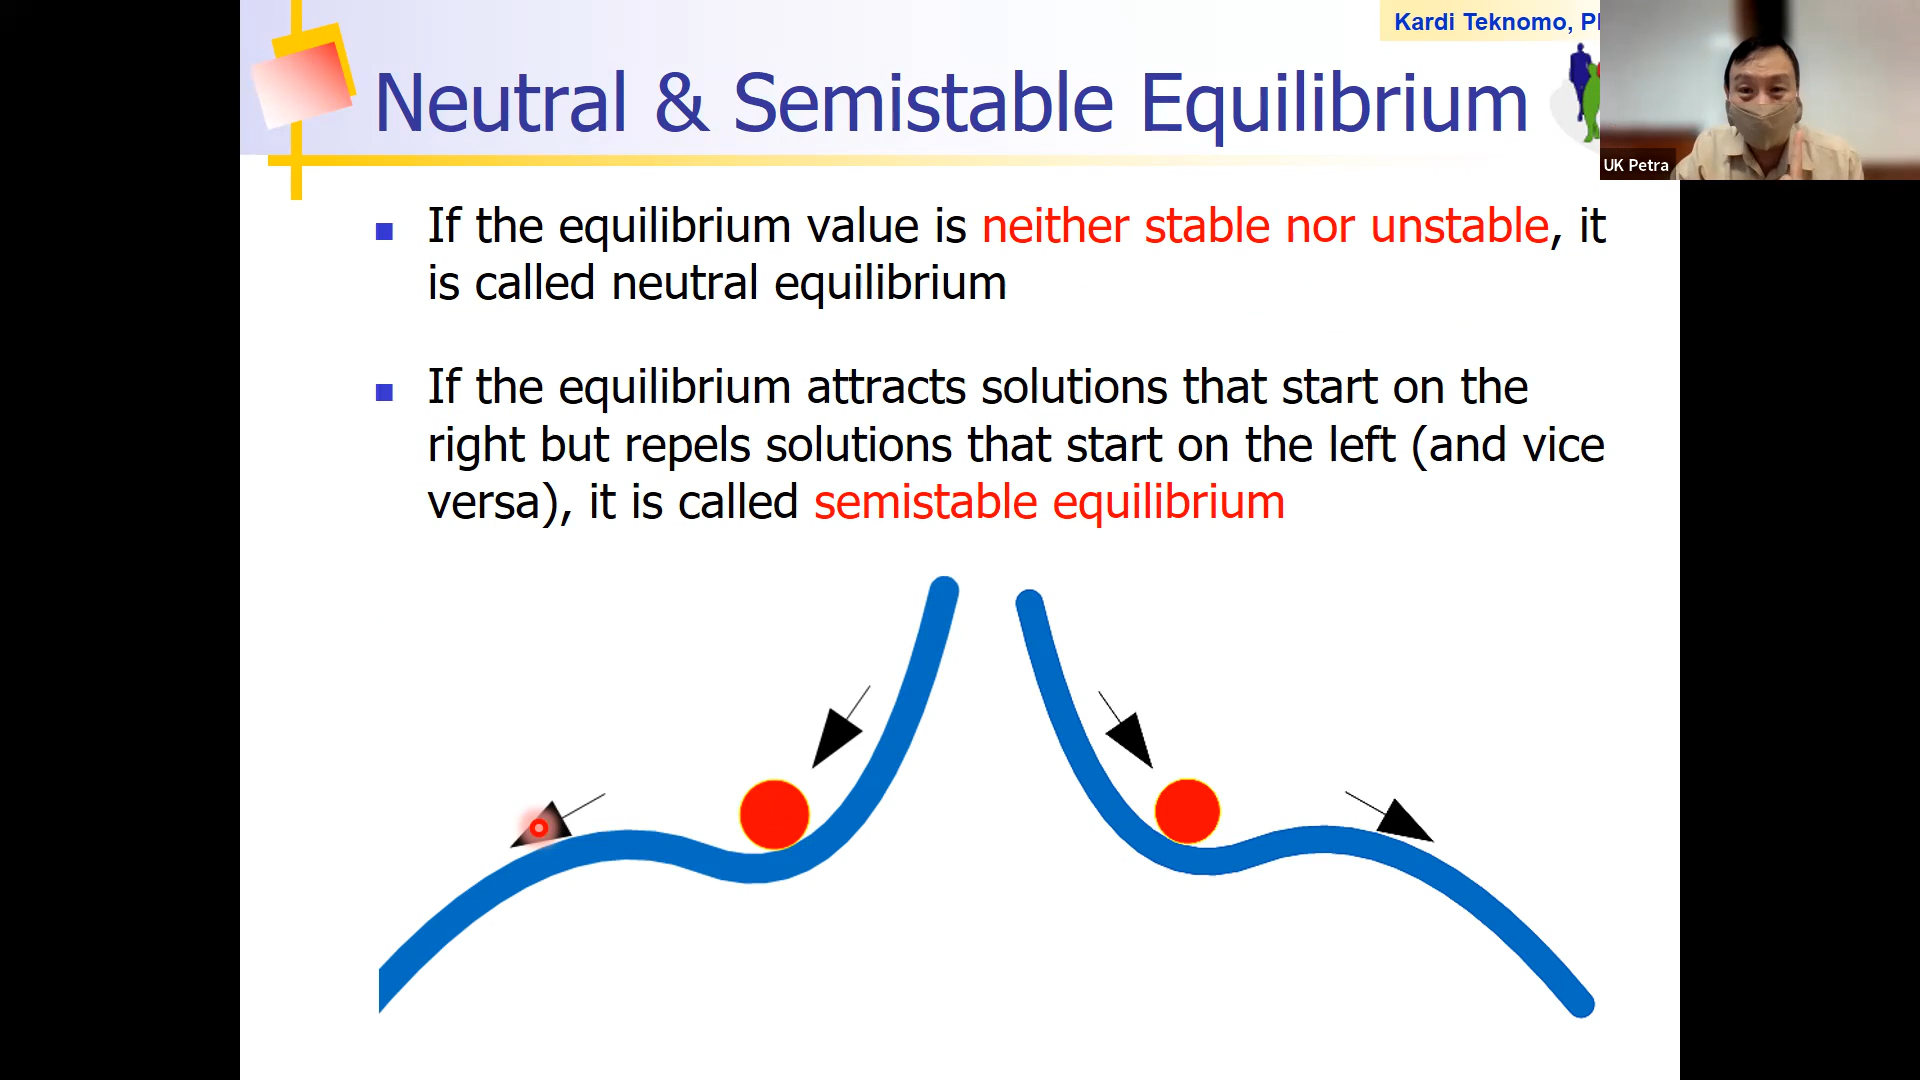 Kardi Teknomo, P
Neutral & Semistable Equilibrium
UK Petra
If the equilibrium value is neither stable nor unstable, it
is called neutral equilibrium
If the equilibrium attracts solutions that start on the
right but repels solutions that start on the left (and vice
versa), it is called semistable equilibrium